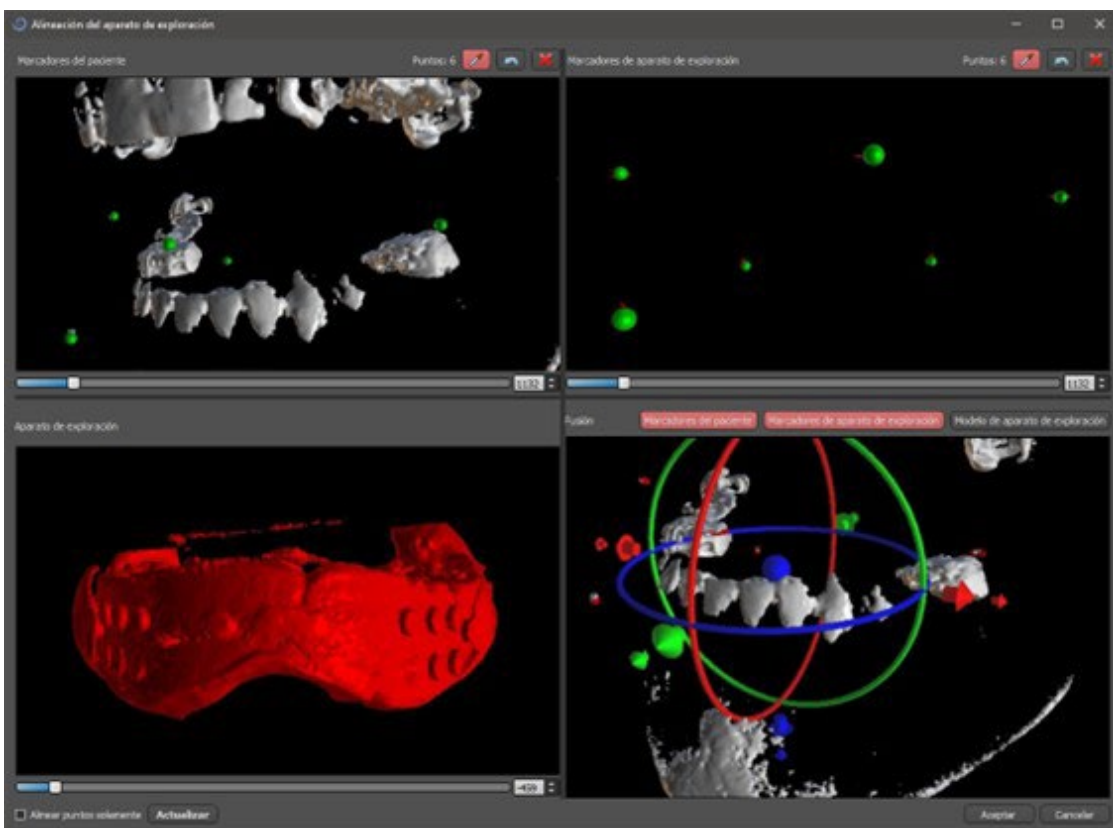 Alineación del aparato de exploración
Marcadores del paciente
Puntos: 6
Marcadores de aparato de exploración
Puntos: 6
1132
1132
Aparato de exploración
Fusión
Marcadores del paciente
Marcadores de aparato de exploración
Modelo de aparato de exploración
-459
Alinear puntos solamente
Actualizar
Aceptar
Cancelar